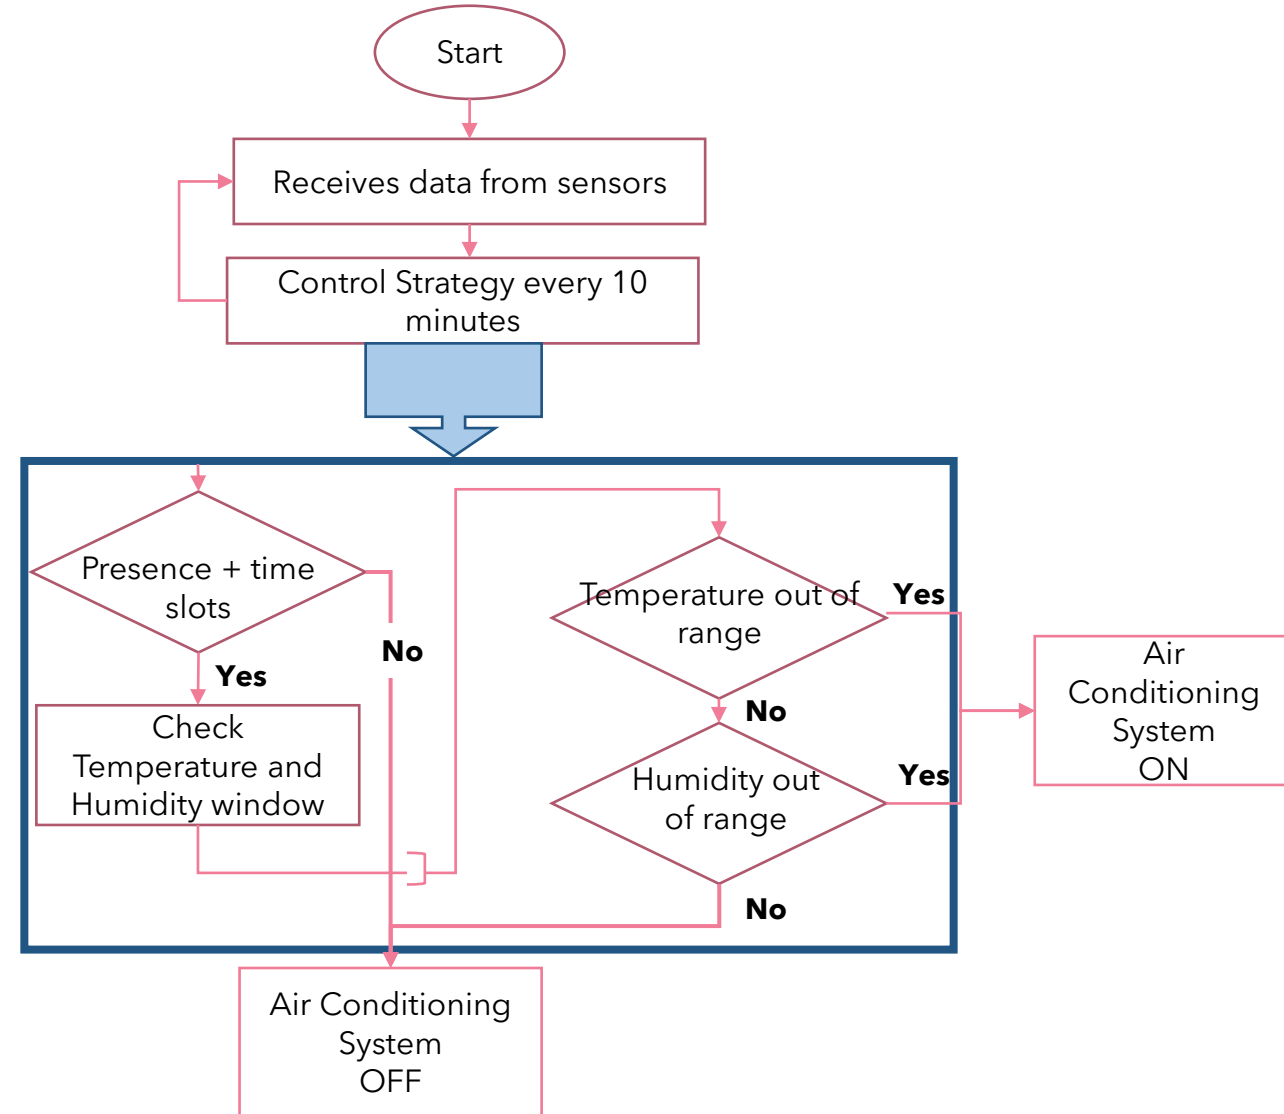 Start
Receives data from sensors
Control Strategy every 10
minutes
Presence + time
slots
No
Yes
Check
Temperature and
Humidity window
Temperature out of
range
Yes
No
Humidity out
of range
Yes
No
Air
Conditioning
System
ON
Air Conditioning
System
OFF